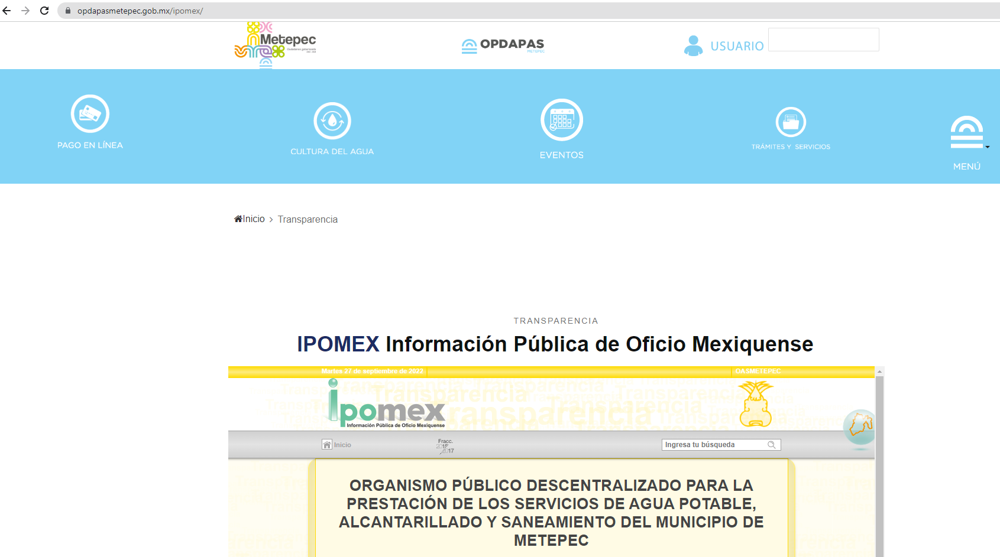 opdapasmetepec.gob.mx/ipomex/
Metepec
OPDAPAS
METEPEC
USUARIO
PAGO EN LÍNEA
CULTURA DEL AGUA
EVENTOS
TRÁMITES Y SERVICIOS
MENÚ
Inicio > Transparencia
TRANSPARENCIA
IPOMEX Información Pública de Oficio Mexiquense
Martes 27 de septiembre de 2022
OASMETEPEC
ipomex
Información Pública de Oficio Mexiquense
Inicio
Fracc.
2015
2017
Ingresa tu búsqueda
ORGANISMO PÚBLICO DESCENTRALIZADO PARA LA
PRESTACIÓN DE LOS SERVICIOS DE AGUA POTABLE,
ALCANTARILLADO Y SANEAMIENTO DEL MUNICIPIO DE
METEPEC